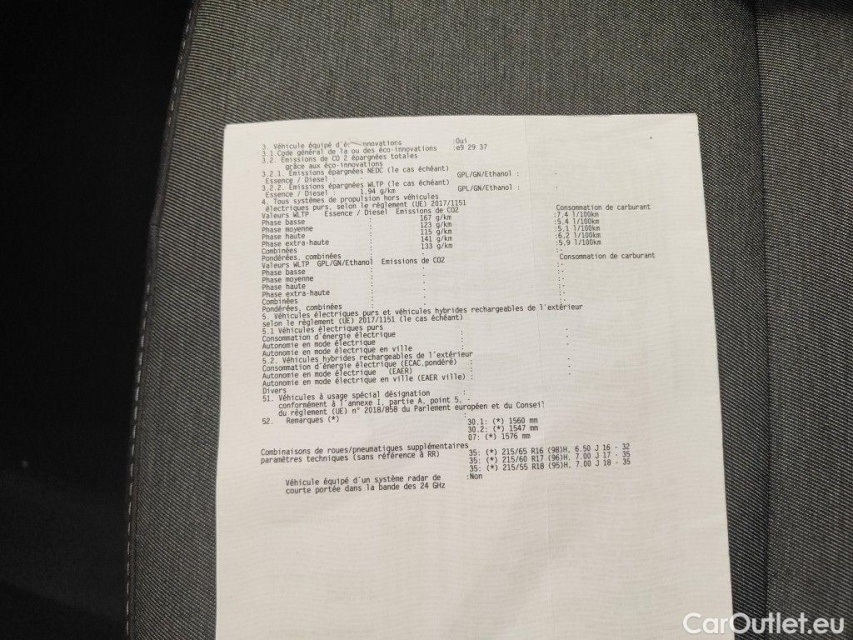 3. Véhicule équipé d'éco-innovations :Oui
3.1.Code général de la ou des éco-innovations :e9 29 37
3.2. Emissions de CO 2 épargnées totales
grâce aux éco-innovations
3.2.1. Emissions épargnées NEDC (le cas échéant)
Essence / Diesel : GPL/GN/Ethanol :
3.2.2. Emissions épargnées WLTP (le cas échéant)
Essence / Diesel : 1.94 g/km GPL/GN/Ethanol :
4. Tous systèmes de propulsion hors véhicules
électriques purs, selon le règlement (UE) 2017/1151
Valeurs WLTP Essence / Diesel Emissions de CO2 Consommation de carburant
Phase basse : 167 g/km :7,4 l/100km
Phase moyenne : 123 g/km :5.4 l/100km
Phase haute : 115 g/km :5.1 l/100km
Phase extra-haute : 141 g/km :6.2 l/100km
Combinées : 133 g/km :5.9 l/100km
Pondérées, combinées : :-
Valeurs WLTP GPL/GN/Ethanol Emissions de CO2 Consommation de carburant
Phase basse : - :-
Phase moyenne : - :-
Phase haute : - :-
Phase extra-haute : - :-
Combinées : - :-
Pondérées, combinées : - :-
5. Véhicules électriques purs et véhicules hybrides rechargeables de l'extérieur
selon le règlement (UE) 2017/1151 (le cas échéant)
5.1 Véhicules électriques purs
Consommation d'énergie électrique :
Autonomie en mode électrique :
Autonomie en mode électrique en ville :
5.2. Véhicules hybrides rechargeables de l'extérieur
Consommation d'énergie électrique (ECAC,pondéré) :
Autonomie en mode électrique (EAER) :
Autonomie en mode électrique en ville (EAER ville) :
Divers
51. Véhicules à usage spécial désignation :
conformément à l'annexe I, partie A, point 5, -
du règlement (UE) n° 2018/858 du Parlement européen et du Conseil
52. Remarques (*) : 30.1: (*) 1560 mm
30.2: (*) 1547 mm
07: (*) 1576 mm
Combinaisons de roues/pneumatiques supplémentaires
paramètres techniques (sans référence à RR)
35: (*) 215/65 R16 (98)H, 6.50 J 16 - 32
35: (*) 215/60 R17 (96)H, 7.00 J 17 - 35
35: (*) 215/55 R18 (95)H, 7.00 J 18 - 35
Véhicule équipé d'un système radar de :Non
courte portée dans la bande des 24 GHz
CarOutlet.eu